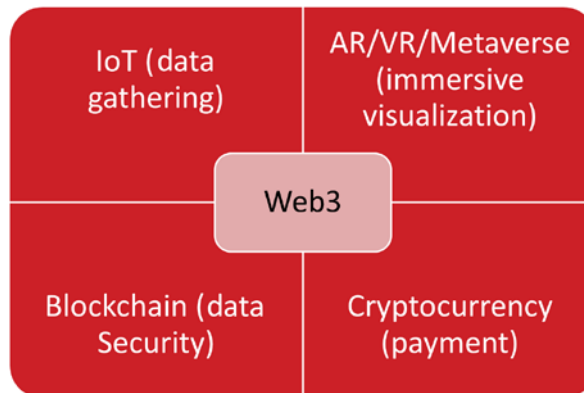 IoT (data
gathering)
AR/VR/Metaverse
(immersive
visualization)
Web3
Blockchain (data
Security)
Cryptocurrency
(payment)